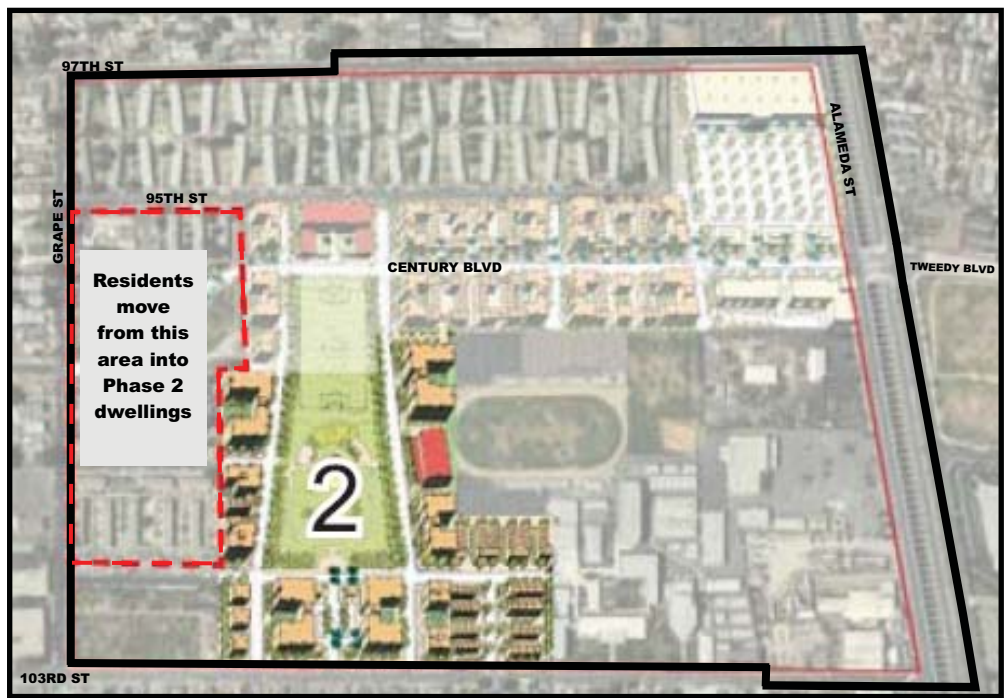 97TH ST
ALAMEDA ST
95TH ST
GRAPE ST
CENTURY BLVD
TWEEDY BLVD
Residents
move
from this
area into
Phase 2
dwellings
2
103RD ST